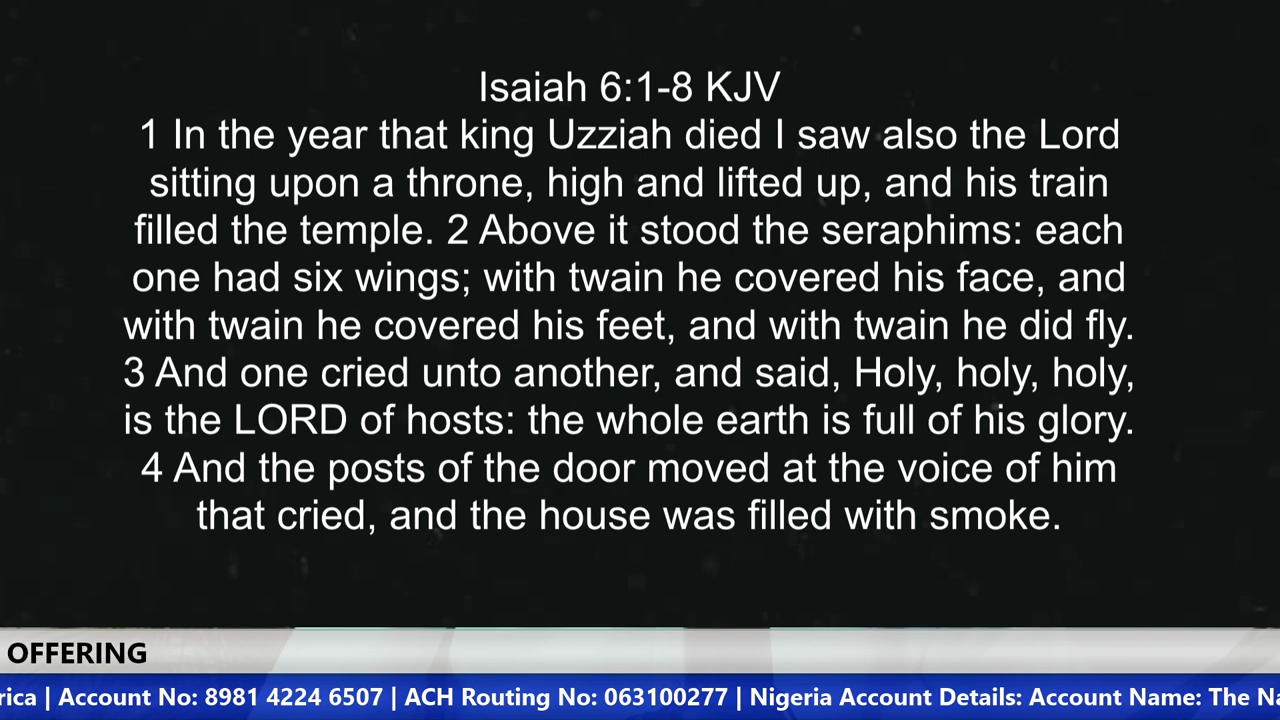 Isaiah 6:1-8 KJV
1 In the year that king Uzziah died I saw also the Lord
sitting upon a throne, high and lifted up, and his train
filled the temple. 2 Above it stood the seraphims: each
one had six wings; with twain he covered his face, and
with twain he covered his feet, and with twain he did fly.
3 And one cried unto another, and said, Holy, holy, holy,
is the LORD of hosts: the whole earth is full of his glory.
4 And the posts of the door moved at the voice of him
that cried, and the house was filled with smoke.
OFFERING
rica | Account No: 8981 4224 6507 | ACH Routing No: 063100277 | Nigeria Account Details: Account Name: The Na